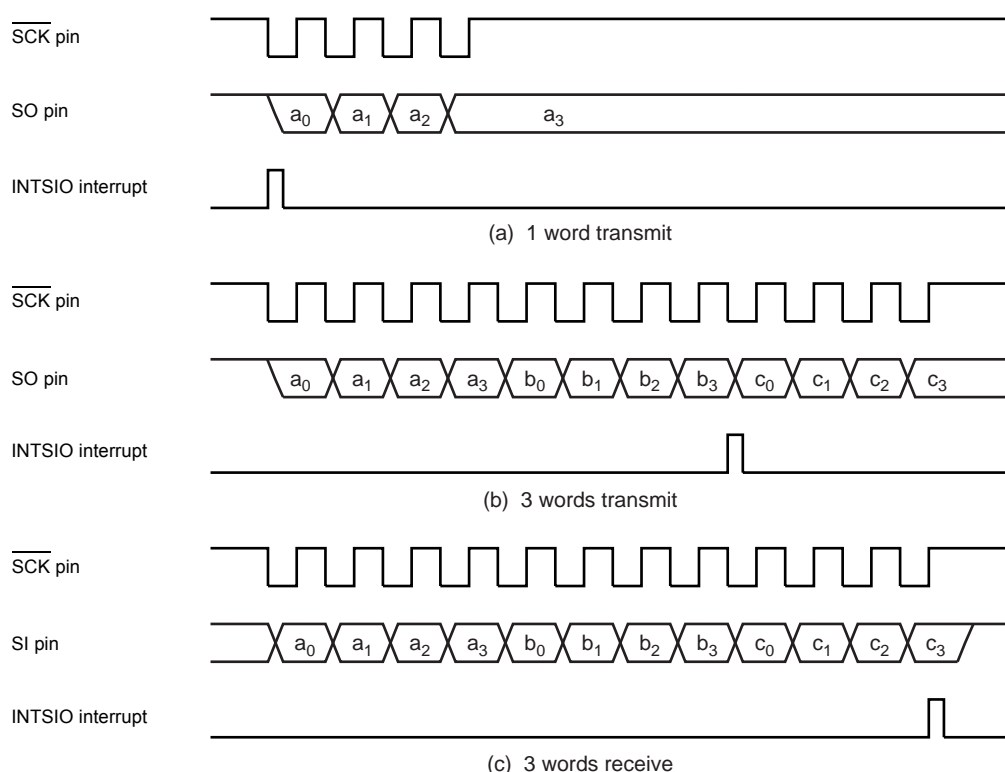 SCK pin
SO pin
a0 a1 a2 a3
INTSIO interrupt
(a) 1 word transmit
SCK pin
SO pin
a0 a1 a2 a3 b0 b1 b2 b3 c0 c1 c2 c3
INTSIO interrupt
(b) 3 words transmit
SCK pin
SI pin
a0 a1 a2 a3 b0 b1 b2 b3 c0 c1 c2 c3
INTSIO interrupt
(c) 3 words receive